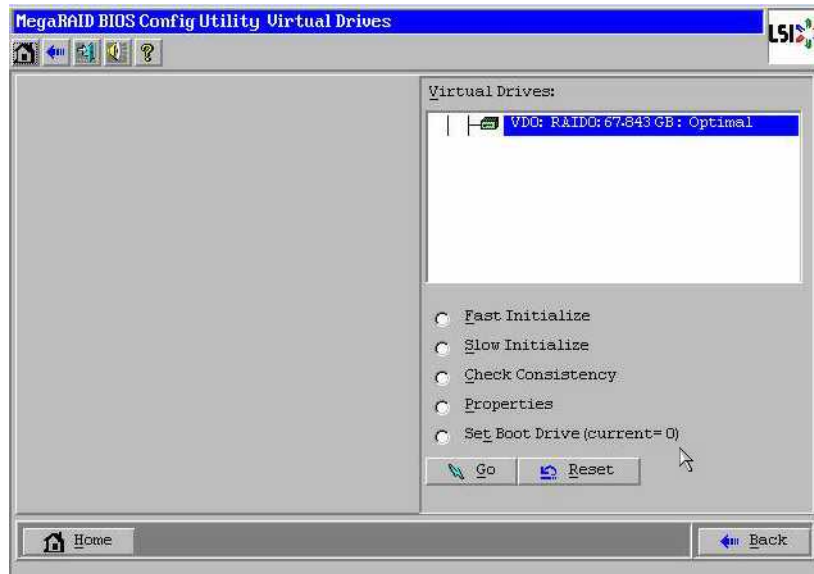 MegaRAID BIOS Config Utility Virtual Drives
LSI
Virtual Drives:
VD0: RAID0: 67.843 GB: Optimal
Fast Initialize
Slow Initialize
Check Consistency
Properties
Set Boot Drive (current= 0)
Go
Reset
Home
Back